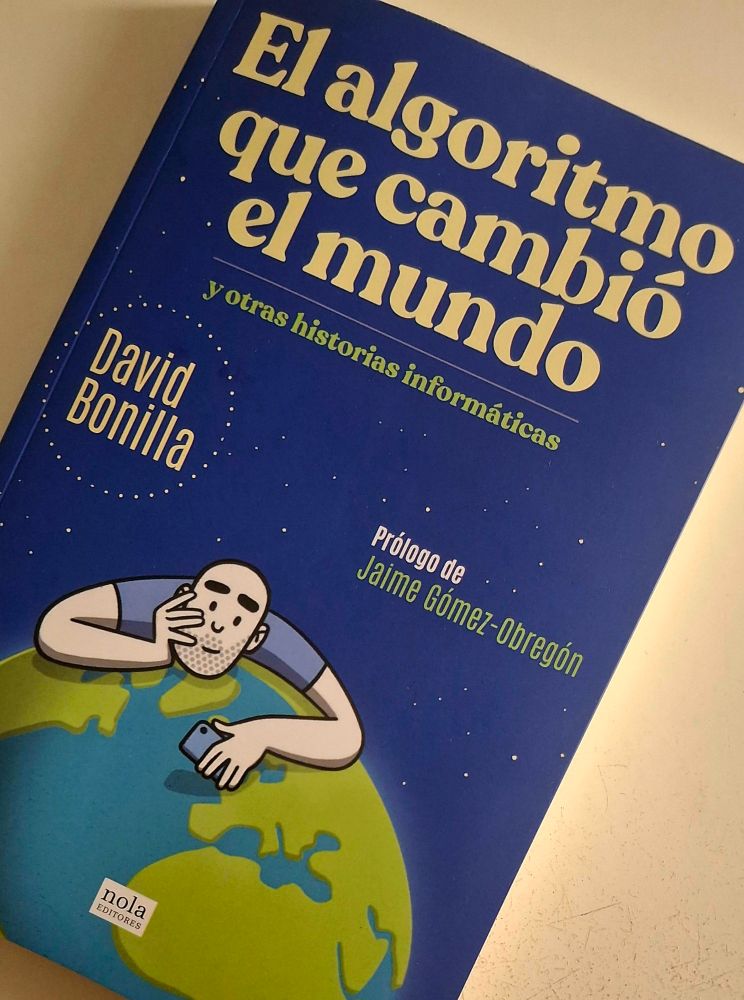 El algoritmo
que cambió
el mundo
y otras historias informáticas
David
Bonilla
Prólogo de
Jaime Gómez-Obregón
nola
EDITORES